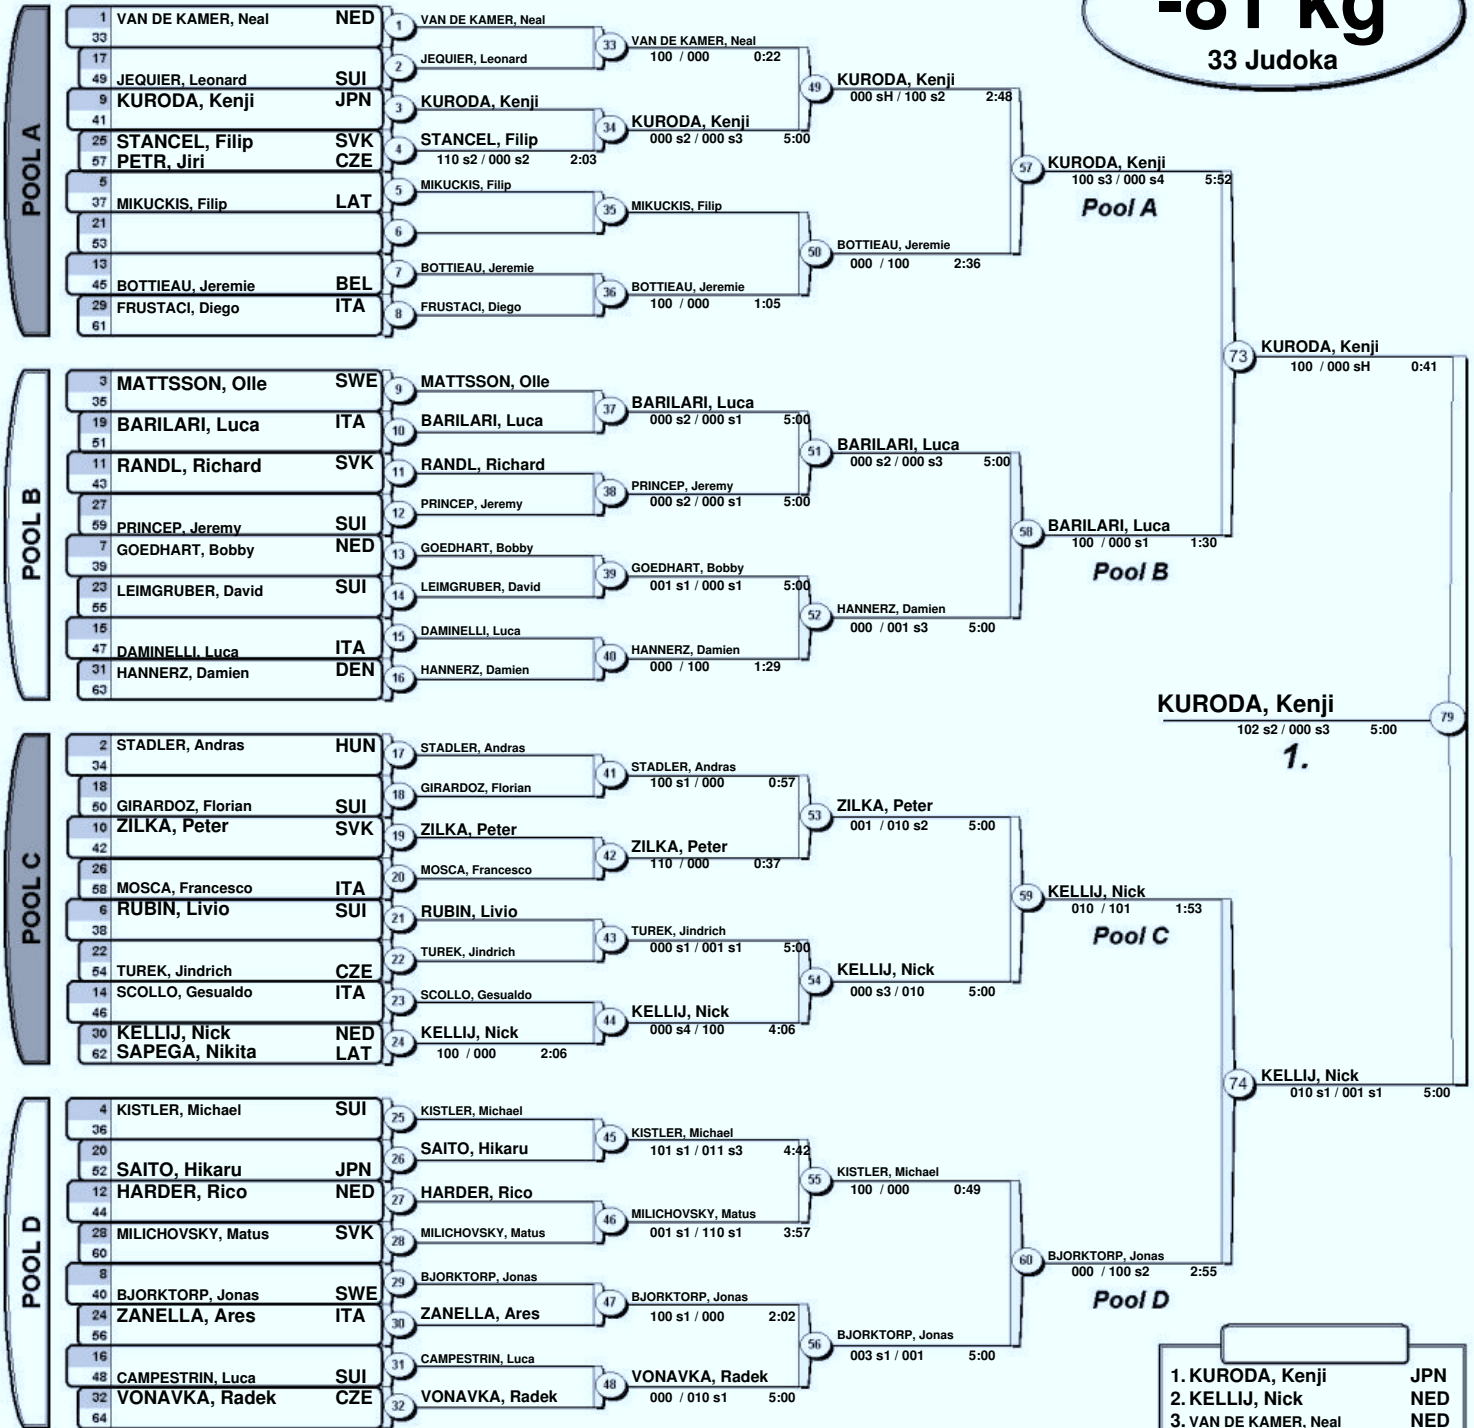 -81 kg
33 Judoka
POOL A
1 VAN DE KAMER, Neal NED
33
17
49 JEQUIER, Leonard SUI
9 KURODA, Kenji JPN
41
25 STANCEL, Filip SVK
57 PETR, Jiri CZE
5
37 MIKUCKIS, Filip LAT
21
53
13
45 BOTTIEAU, Jeremie BEL
29 FRUSTACI, Diego ITA
61
1 VAN DE KAMER, Neal
2 JEQUIER, Leonard
3 KURODA, Kenji
4 STANCEL, Filip
110 s2 / 000 s2 2:03
5 MIKUCKIS, Filip
6
7 BOTTIEAU, Jeremie
8 FRUSTACI, Diego
33 VAN DE KAMER, Neal
100 / 000 0:22
34 KURODA, Kenji
000 s2 / 000 s3 5:00
35 MIKUCKIS, Filip
36 BOTTIEAU, Jeremie
100 / 000 1:05
49 KURODA, Kenji
000 sH / 100 s2 2:48
50 BOTTIEAU, Jeremie
000 / 100 2:36
57 KURODA, Kenji
100 s3 / 000 s4 5:52
Pool A
POOL B
3 MATTSSON, Olle SWE
35
19 BARILARI, Luca ITA
51
11 RANDL, Richard SVK
43
27
59 PRINCEP, Jeremy SUI
7 GOEDHART, Bobby NED
39
23 LEIMGRUBER, David SUI
55
15
47 DAMINELLI, Luca ITA
31 HANNERZ, Damien DEN
63
9 MATTSSON, Olle
10 BARILARI, Luca
11 RANDL, Richard
12 PRINCEP, Jeremy
13 GOEDHART, Bobby
14 LEIMGRUBER, David
15 DAMINELLI, Luca
16 HANNERZ, Damien
37 BARILARI, Luca
000 s2 / 000 s1 5:00
38 PRINCEP, Jeremy
000 s2 / 000 s1 5:00
39 GOEDHART, Bobby
001 s1 / 000 s1 5:00
40 HANNERZ, Damien
000 / 100 1:29
51 BARILARI, Luca
000 s2 / 000 s3 5:00
52 HANNERZ, Damien
000 / 001 s3 5:00
58 BARILARI, Luca
100 / 000 s1 1:30
Pool B
73 KURODA, Kenji
100 / 000 sH 0:41
KURODA, Kenji
79
102 s2 / 000 s3 5:00
1.
POOL C
2 STADLER, Andras HUN
34
18
50 GIRARDOZ, Florian SUI
10 ZILKA, Peter SVK
42
26
58 MOSCA, Francesco ITA
6 RUBIN, Livio SUI
38
22
54 TUREK, Jindrich CZE
14 SCOLLO, Gesualdo ITA
46
30 KELLIJ, Nick NED
62 SAPEGA, Nikita LAT
17 STADLER, Andras
18 GIRARDOZ, Florian
19 ZILKA, Peter
20 MOSCA, Francesco
21 RUBIN, Livio
22 TUREK, Jindrich
23 SCOLLO, Gesualdo
24 KELLIJ, Nick
100 / 000 2:06
41 STADLER, Andras
100 s1 / 000 0:57
42 ZILKA, Peter
110 / 000 0:37
43 TUREK, Jindrich
000 s1 / 001 s1 5:00
44 KELLIJ, Nick
000 s4 / 100 4:06
53 ZILKA, Peter
001 / 010 s2 5:00
54 KELLIJ, Nick
000 s3 / 010 5:00
59 KELLIJ, Nick
010 / 101 1:53
Pool C
POOL D
4 KISTLER, Michael SUI
36
20
52 SAITO, Hikaru JPN
12 HARDER, Rico NED
44
28 MILICHOVSKY, Matus SVK
60
8
40 BJORKTORP, Jonas SWE
24 ZANELLA, Ares ITA
56
16
48 CAMPESTRIN, Luca SUI
32 VONAVKA, Radek CZE
64
25 KISTLER, Michael
26 SAITO, Hikaru
27 HARDER, Rico
28 MILICHOVSKY, Matus
29 BJORKTORP, Jonas
30 ZANELLA, Ares
31 CAMPESTRIN, Luca
32 VONAVKA, Radek
45 KISTLER, Michael
101 s1 / 011 s3 4:42
46 MILICHOVSKY, Matus
001 s1 / 110 s1 3:57
47 BJORKTORP, Jonas
100 s1 / 000 2:02
48 VONAVKA, Radek
000 / 010 s1 5:00
55 KISTLER, Michael
100 / 000 0:49
56 BJORKTORP, Jonas
003 s1 / 001 5:00
60 BJORKTORP, Jonas
000 / 100 s2 2:55
Pool D
74 KELLIJ, Nick
010 s1 / 001 s1 5:00
1. KURODA, Kenji JPN
2. KELLIJ, Nick NED
3. VAN DE KAMER, Neal NED